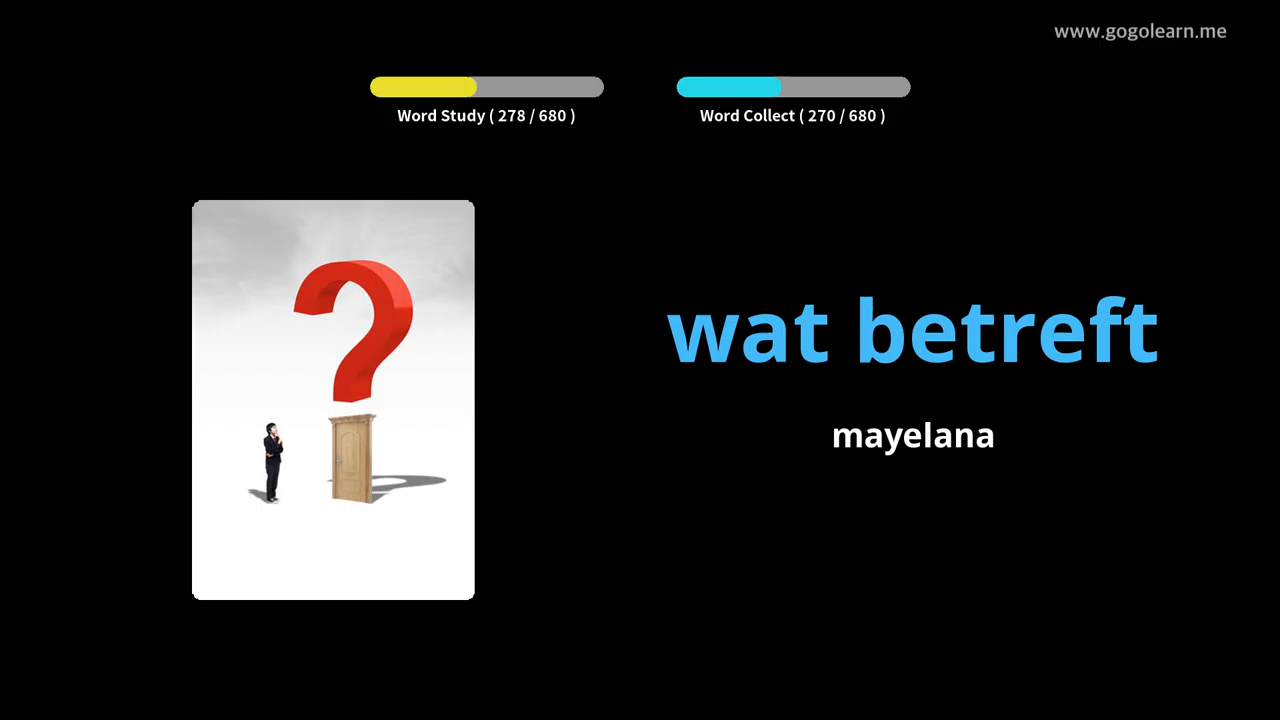 www.gogolearn.me
Word Study ( 278 / 680 )
Word Collect ( 270 / 680 )
wat betreft
mayelana